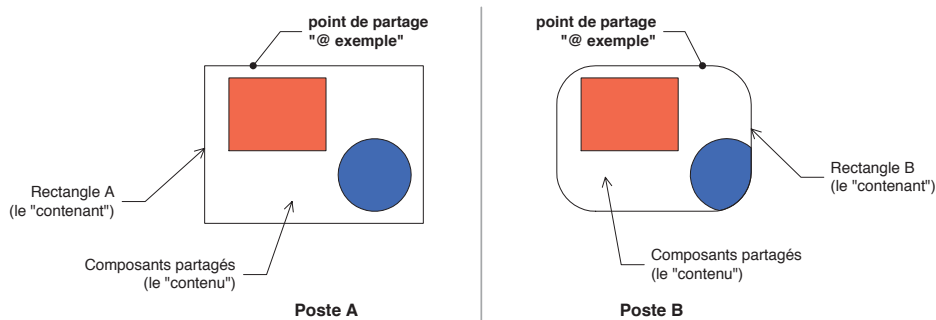 point de partage
"@ exemple"
Rectangle A
(le "contenant")
Composants partagés
(le "contenu")
Poste A
point de partage
"@ exemple"
Rectangle B
(le "contenant")
Composants partagés
(le "contenu")
Poste B